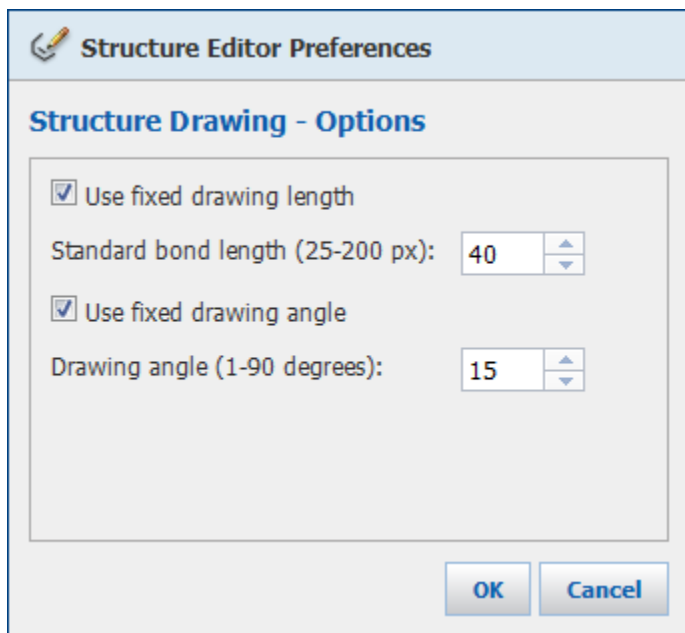 Structure Editor Preferences
Structure Drawing - Options
Use fixed drawing length
Standard bond length (25-200 px): 40
Use fixed drawing angle
Drawing angle (1-90 degrees): 15
OK Cancel